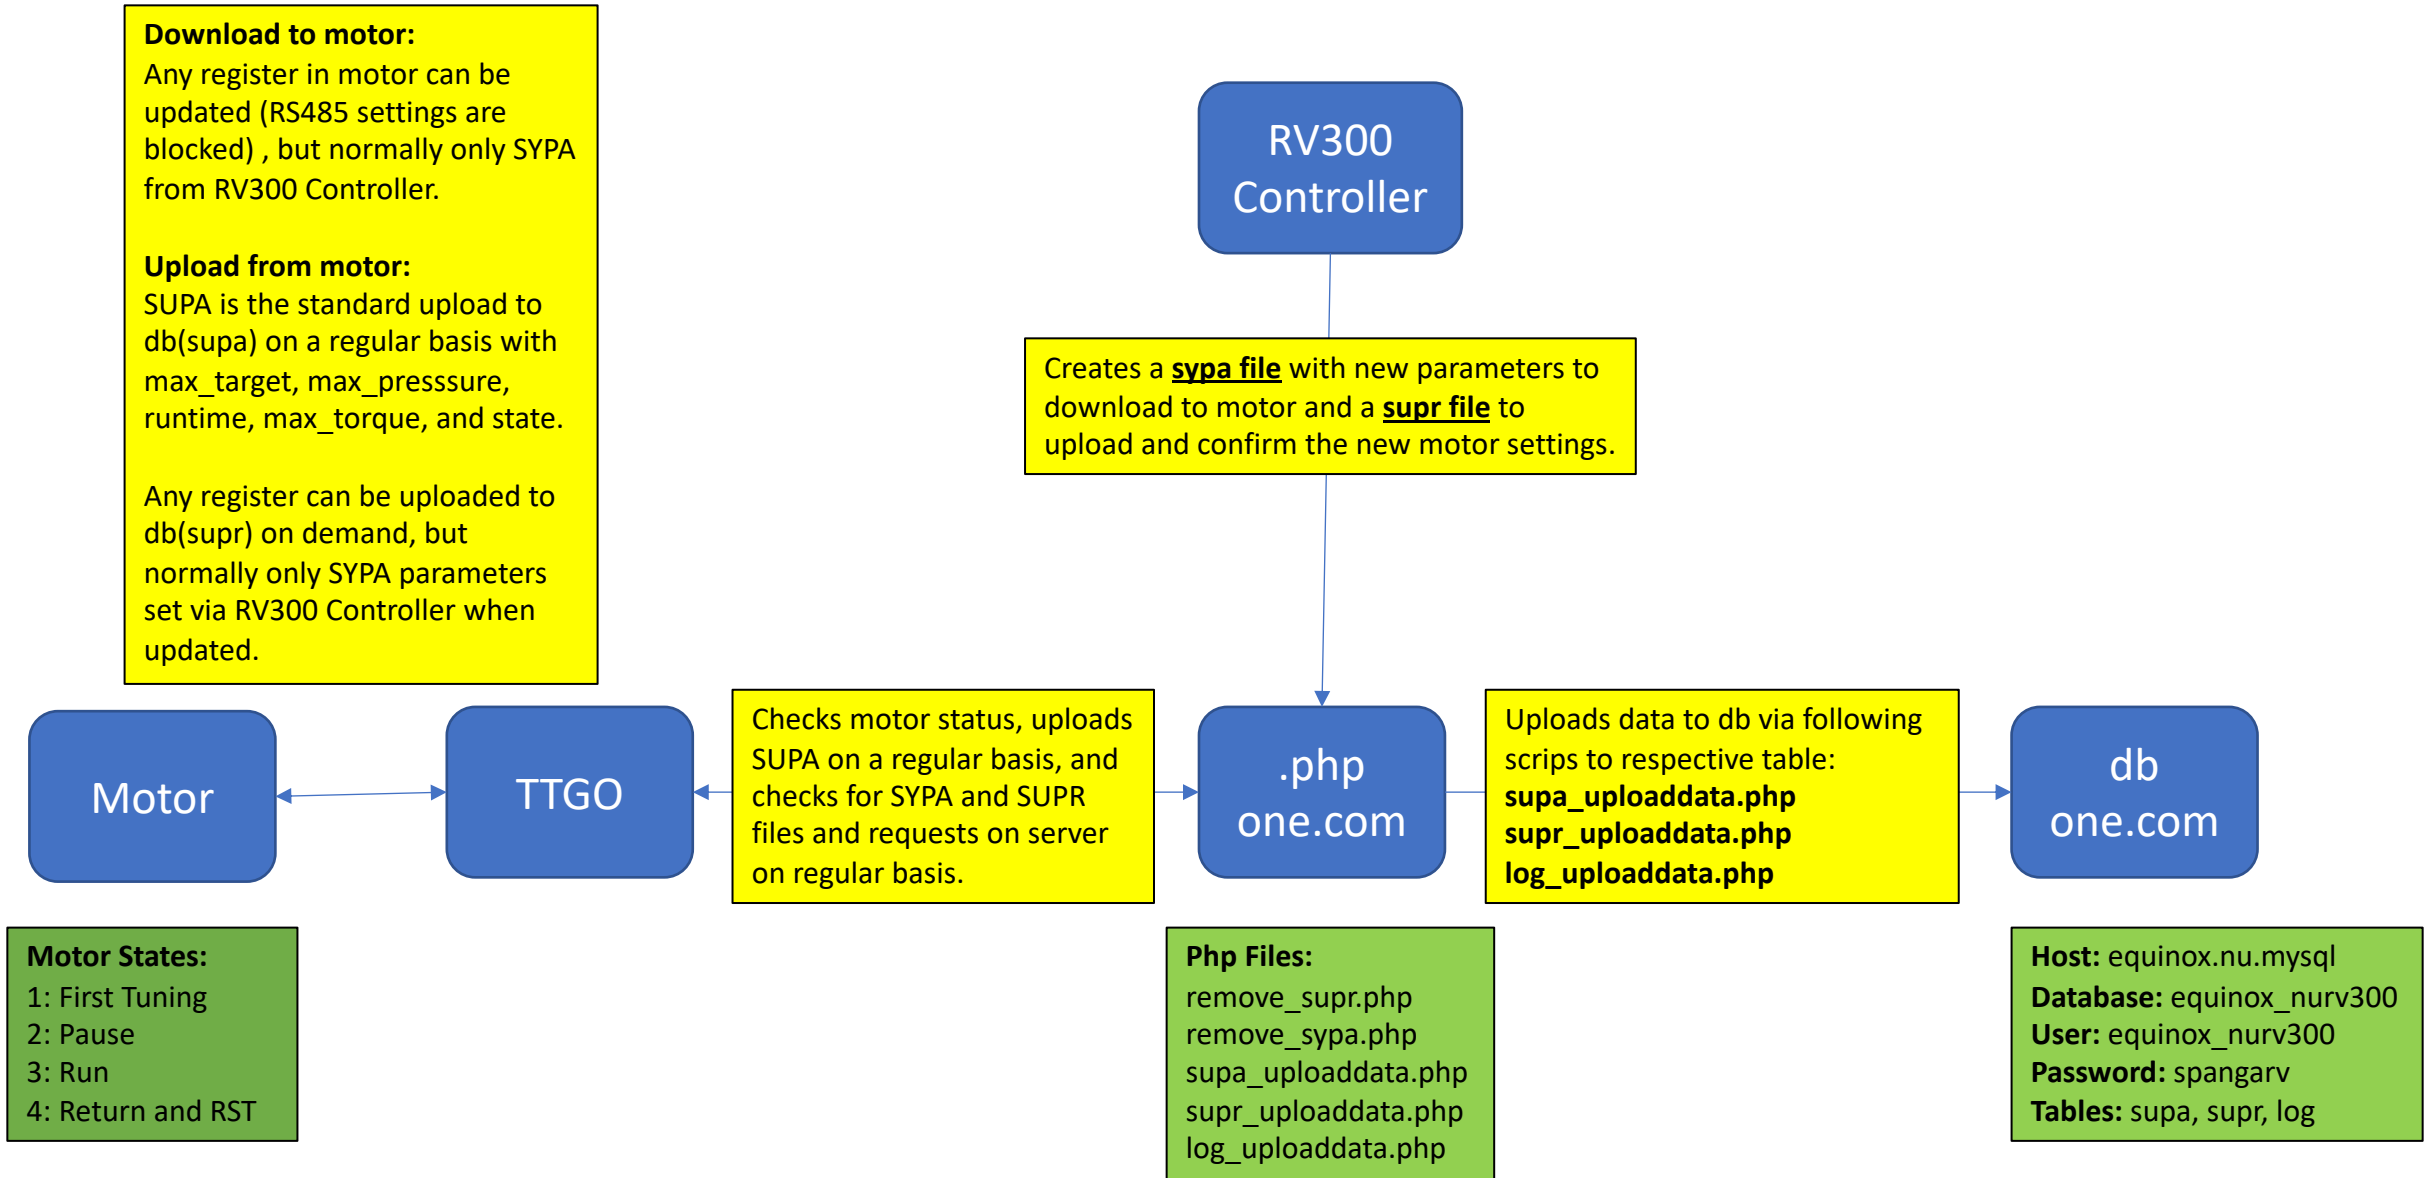 Download to motor:
Any register in motor can be
updated (RS485 settings are
blocked) , but normally only SYPA
from RV300 Controller.
Upload from motor:
SUPA is the standard upload to
db(supa) on a regular basis with
max_target, max_presssure,
runtime, max_torque, and state.
Any register can be uploaded to
db(supr) on demand, but
normally only SYPA parameters
set via RV300 Controller when
updated.
RV300
Controller
Creates a sypa file with new parameters to
download to motor and a supr file to
upload and confirm the new motor settings.
Motor
TTGO
Checks motor status, uploads
SUPA on a regular basis, and
checks for SYPA and SUPR
files and requests on server
on regular basis.
.php
one.com
Uploads data to db via following
scrips to respective table:
supa_uploaddata.php
supr_uploaddata.php
log_uploaddata.php
db
one.com
Motor States:
1: First Tuning
2: Pause
3: Run
4: Return and RST
Php Files:
remove_supr.php
remove_sypa.php
supa_uploaddata.php
supr_uploaddata.php
log_uploaddata.php
Host: equinox.nu.mysql
Database: equinox_nurv300
User: equinox_nurv300
Password: spangarv
Tables: supa, supr, log